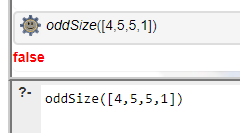 oddSize([4,5,5,1])
false
?- oddSize([4,5,5,1])